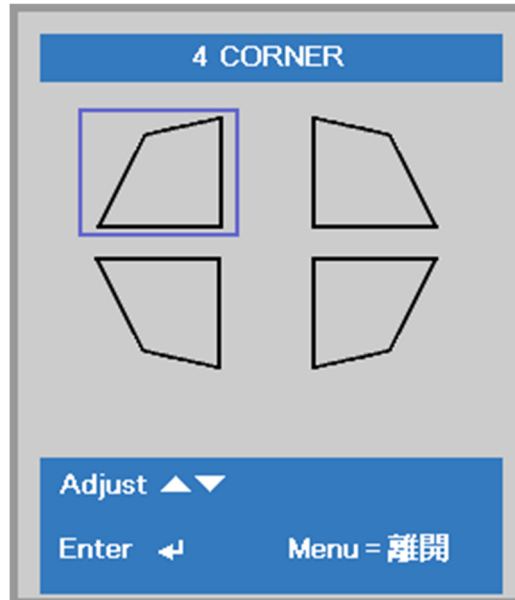 4 CORNER
Adjust ▲▼
Enter ↵ Menu = 離開